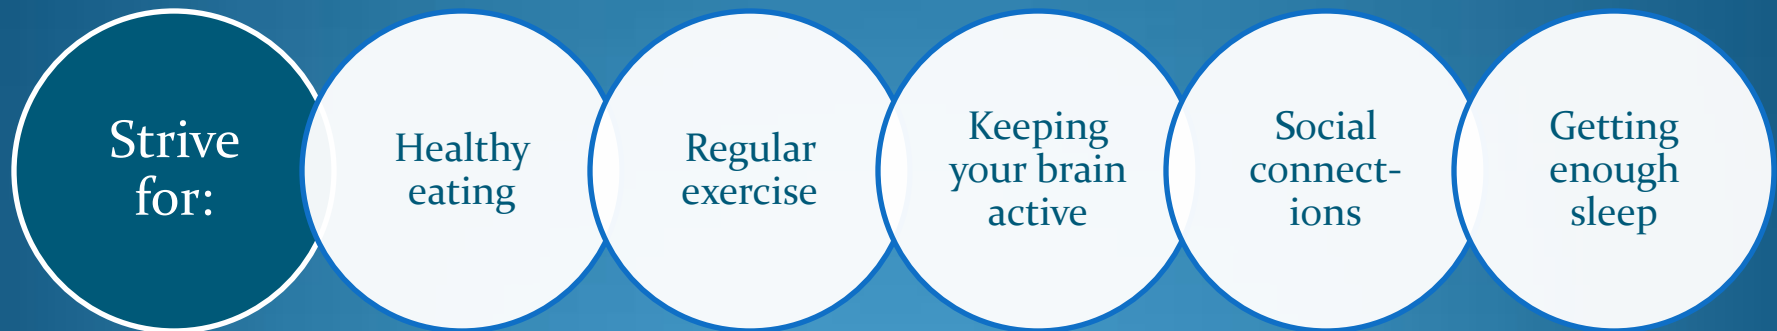 Strive
for:
Healthy
eating
Regular
exercise
Keeping
your brain
active
Social
connect-
ions
Getting
enough
sleep